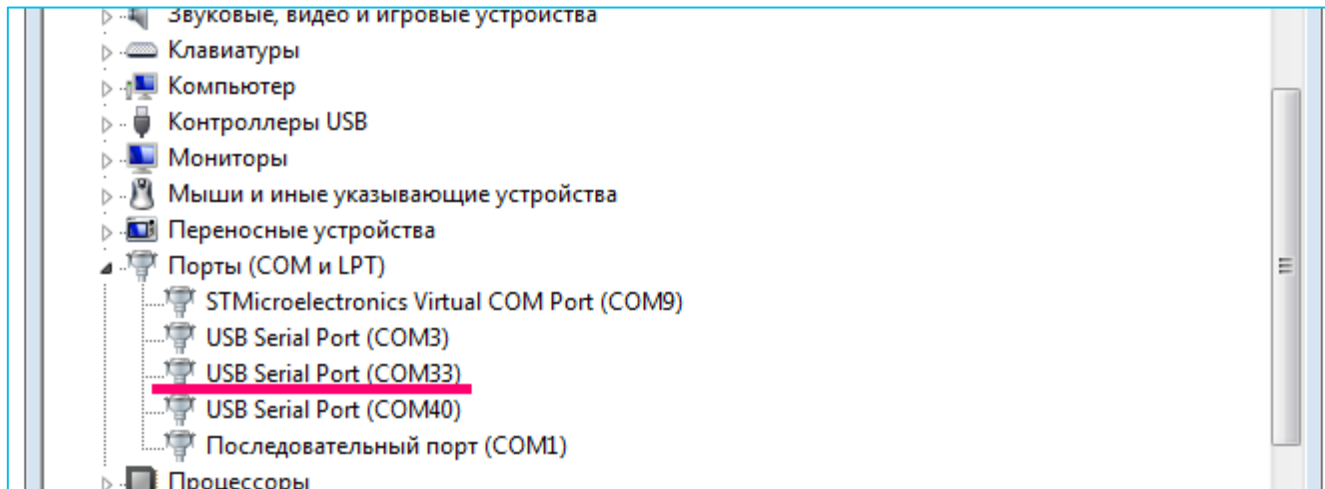 Звуковые, видео и игровые устройства
Клавиатуры
Компьютер
Контроллеры USB
Мониторы
Мыши и иные указывающие устройства
Переносные устройства
Порты (COM и LPT)
STMicroelectronics Virtual COM Port (COM9)
USB Serial Port (COM3)
USB Serial Port (COM33)
USB Serial Port (COM40)
Последовательный порт (COM1)
Процессоры